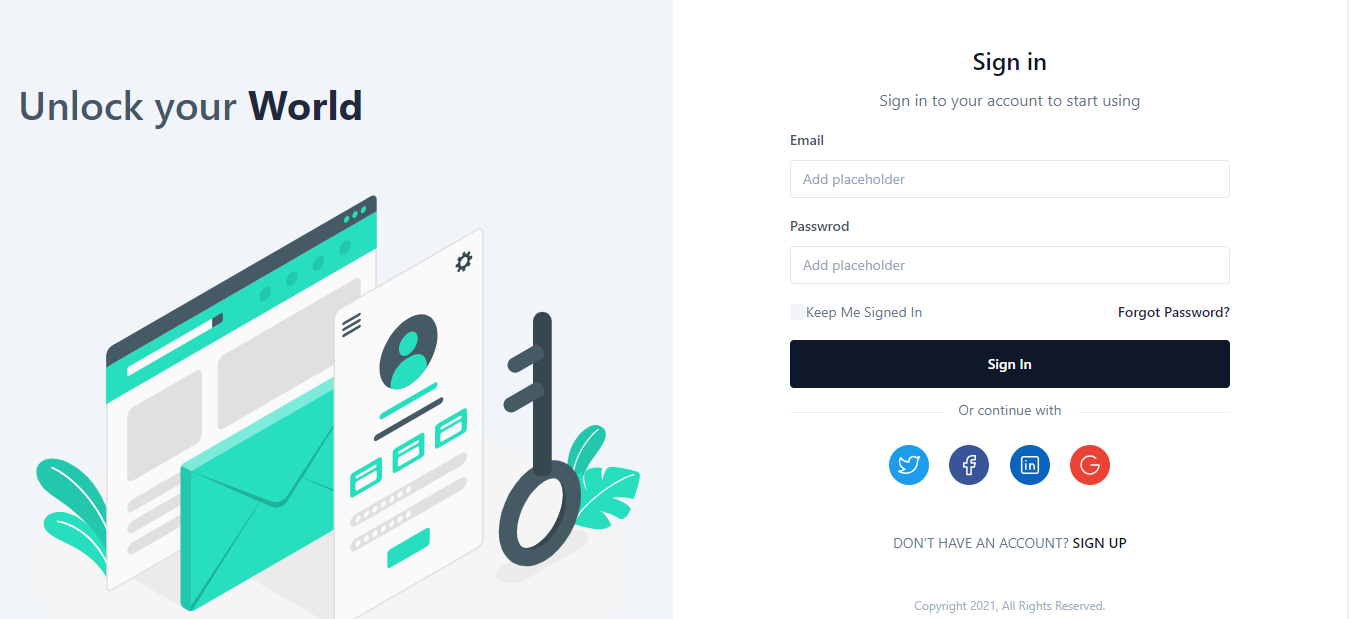 Unlock your World
Sign in
Sign in to your account to start using
Email
Add placeholder
Passwrod
Add placeholder
Keep Me Signed In
Forgot Password?
Sign In
Or continue with
DON'T HAVE AN ACCOUNT? SIGN UP
Copyright 2021, All Rights Reserved.